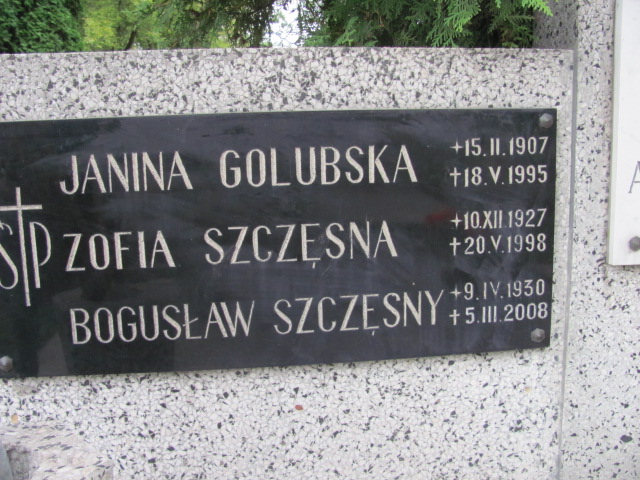 JANINA GOLUBSKA
+15.II.1907
†18.V.1995
ŚP
ZOFIA SZCZĘSNA
+10.XII.1927
†20.V.1998
BOGUSŁAW SZCZĘSNY
+9.IV.1930
†5.III.2008